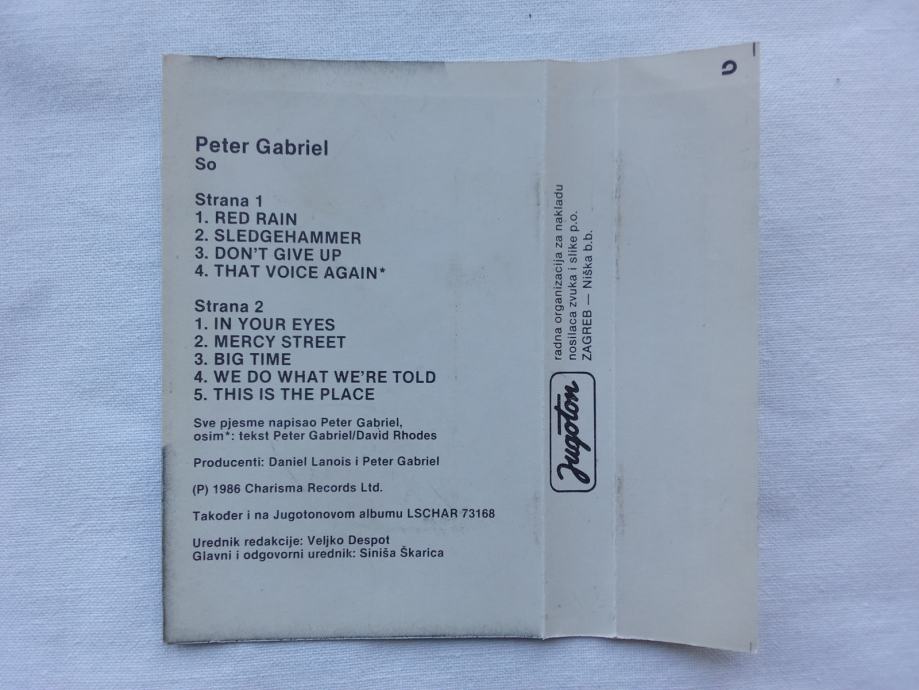 Peter Gabriel
So
Strana 1
1. RED RAIN
2. SLEDGEHAMMER
3. DON'T GIVE UP
4. THAT VOICE AGAIN*
Strana 2
1. IN YOUR EYES
2. MERCY STREET
3. BIG TIME
4. WE DO WHAT WE'RE TOLD
5. THIS IS THE PLACE
Sve pjesme napisao Peter Gabriel,
osim*: tekst Peter Gabriel/David Rhodes
Producenti: Daniel Lanois i Peter Gabriel
(P) 1986 Charisma Records Ltd.
Također i na Jugotonovom albumu LSCHAR 73168
Urednik redakcije: Veljko Despot
Glavni i odgovorni urednik: Siniša Škarica
Jugoton
radna organizacija za nakladu
nosilaca zvuka i slike p.o.
ZAGREB — Niška b.b.